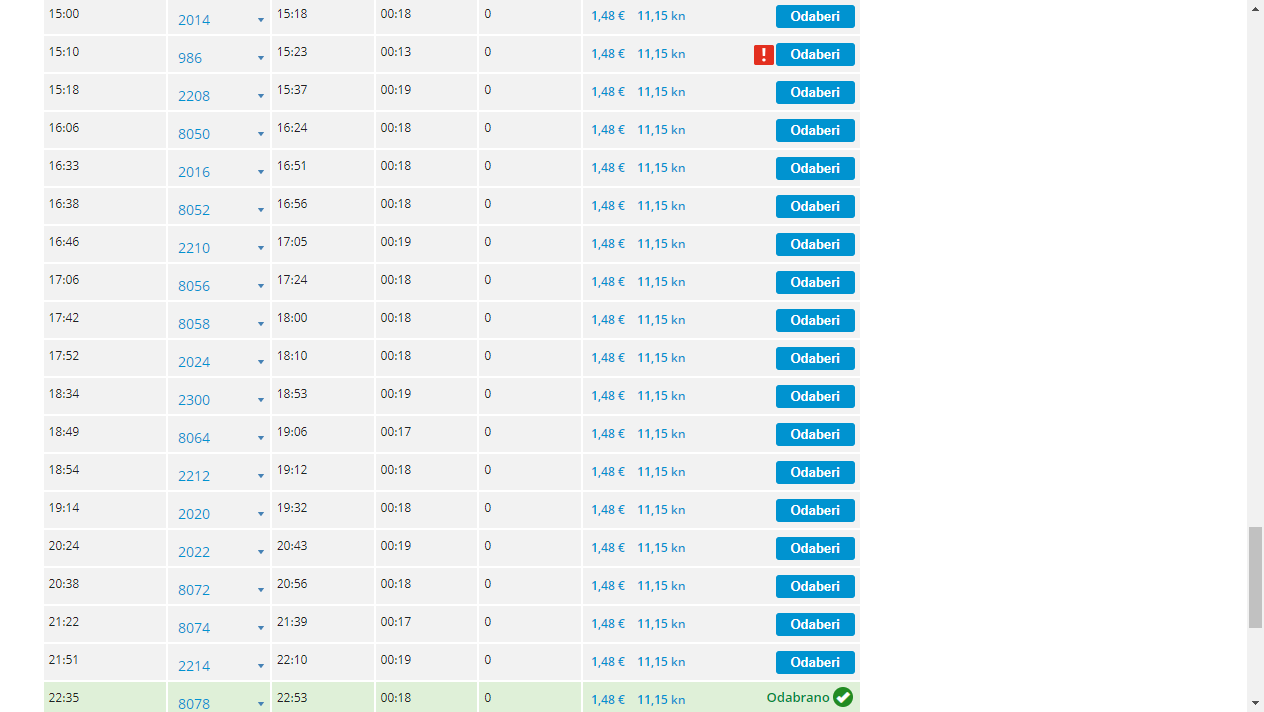 15:00 2014 15:18 00:18 0 1,48 € 11,15 kn Odaberi
15:10 986 15:23 00:13 0 1,48 € 11,15 kn ! Odaberi
15:18 2208 15:37 00:19 0 1,48 € 11,15 kn Odaberi
16:06 8050 16:24 00:18 0 1,48 € 11,15 kn Odaberi
16:33 2016 16:51 00:18 0 1,48 € 11,15 kn Odaberi
16:38 8052 16:56 00:18 0 1,48 € 11,15 kn Odaberi
16:46 2210 17:05 00:19 0 1,48 € 11,15 kn Odaberi
17:06 8056 17:24 00:18 0 1,48 € 11,15 kn Odaberi
17:42 8058 18:00 00:18 0 1,48 € 11,15 kn Odaberi
17:52 2024 18:10 00:18 0 1,48 € 11,15 kn Odaberi
18:34 2300 18:53 00:19 0 1,48 € 11,15 kn Odaberi
18:49 8064 19:06 00:17 0 1,48 € 11,15 kn Odaberi
18:54 2212 19:12 00:18 0 1,48 € 11,15 kn Odaberi
19:14 2020 19:32 00:18 0 1,48 € 11,15 kn Odaberi
20:24 2022 20:43 00:19 0 1,48 € 11,15 kn Odaberi
20:38 8072 20:56 00:18 0 1,48 € 11,15 kn Odaberi
21:22 8074 21:39 00:17 0 1,48 € 11,15 kn Odaberi
21:51 2214 22:10 00:19 0 1,48 € 11,15 kn Odaberi
22:35 8078 22:53 00:18 0 1,48 € 11,15 kn Odabrano